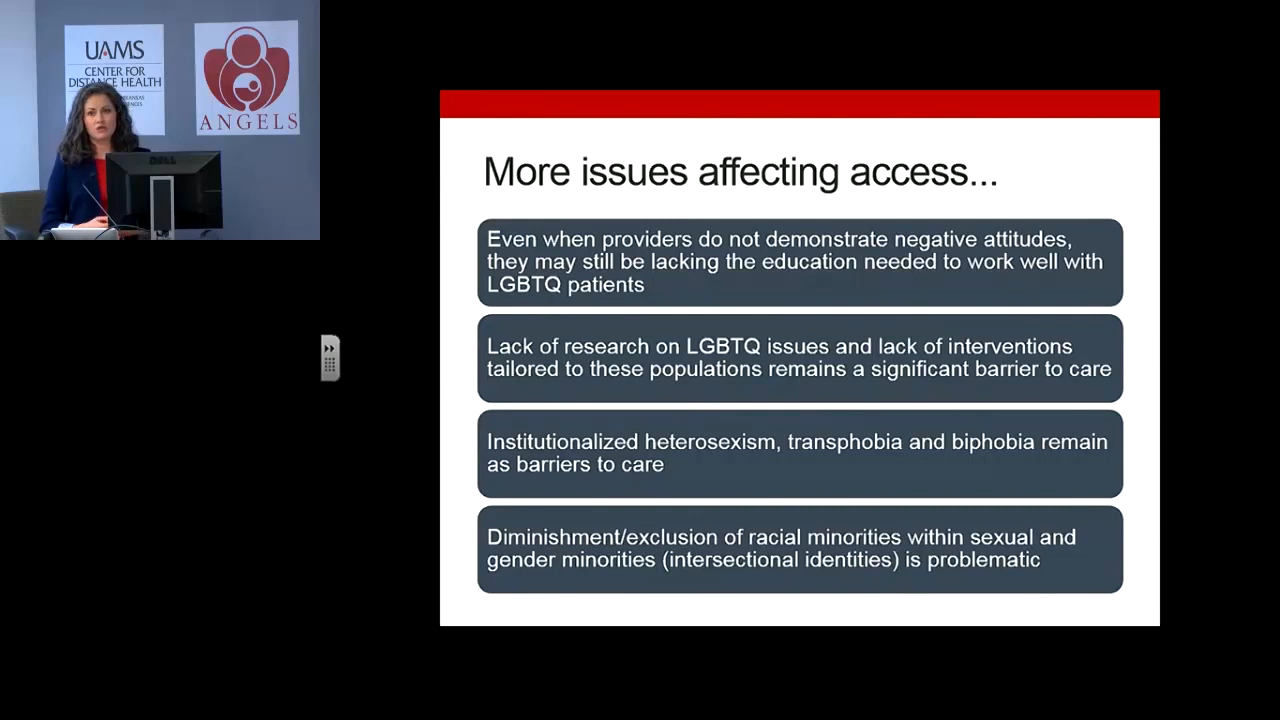 UAMS
CENTER FOR
DISTANCE HEALTH
ANGELS
DELL
More issues affecting access...
Even when providers do not demonstrate negative attitudes,
they may still be lacking the education needed to work well with
LGBTQ patients
Lack of research on LGBTQ issues and lack of interventions
tailored to these populations remains a significant barrier to care
Institutionalized heterosexism, transphobia and biphobia remain
as barriers to care
Diminishment/exclusion of racial minorities within sexual and
gender minorities (intersectional identities) is problematic